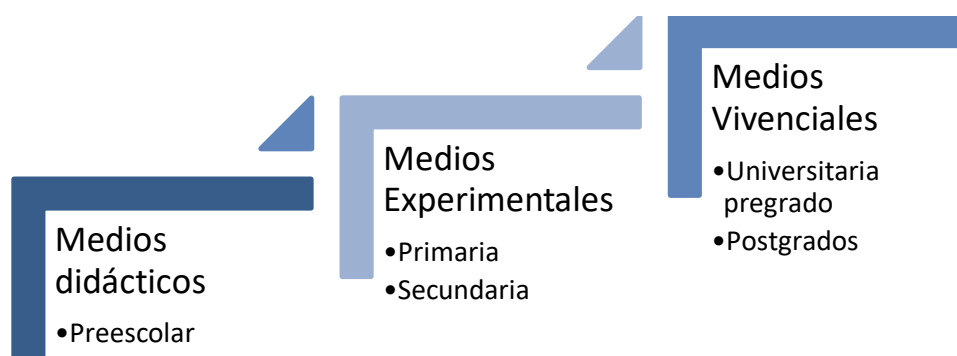 Medios
didácticos
•Preescolar
Medios
Experimentales
•Primaria
•Secundaria
Medios
Vivenciales
•Universitaria
pregrado
•Postgrados